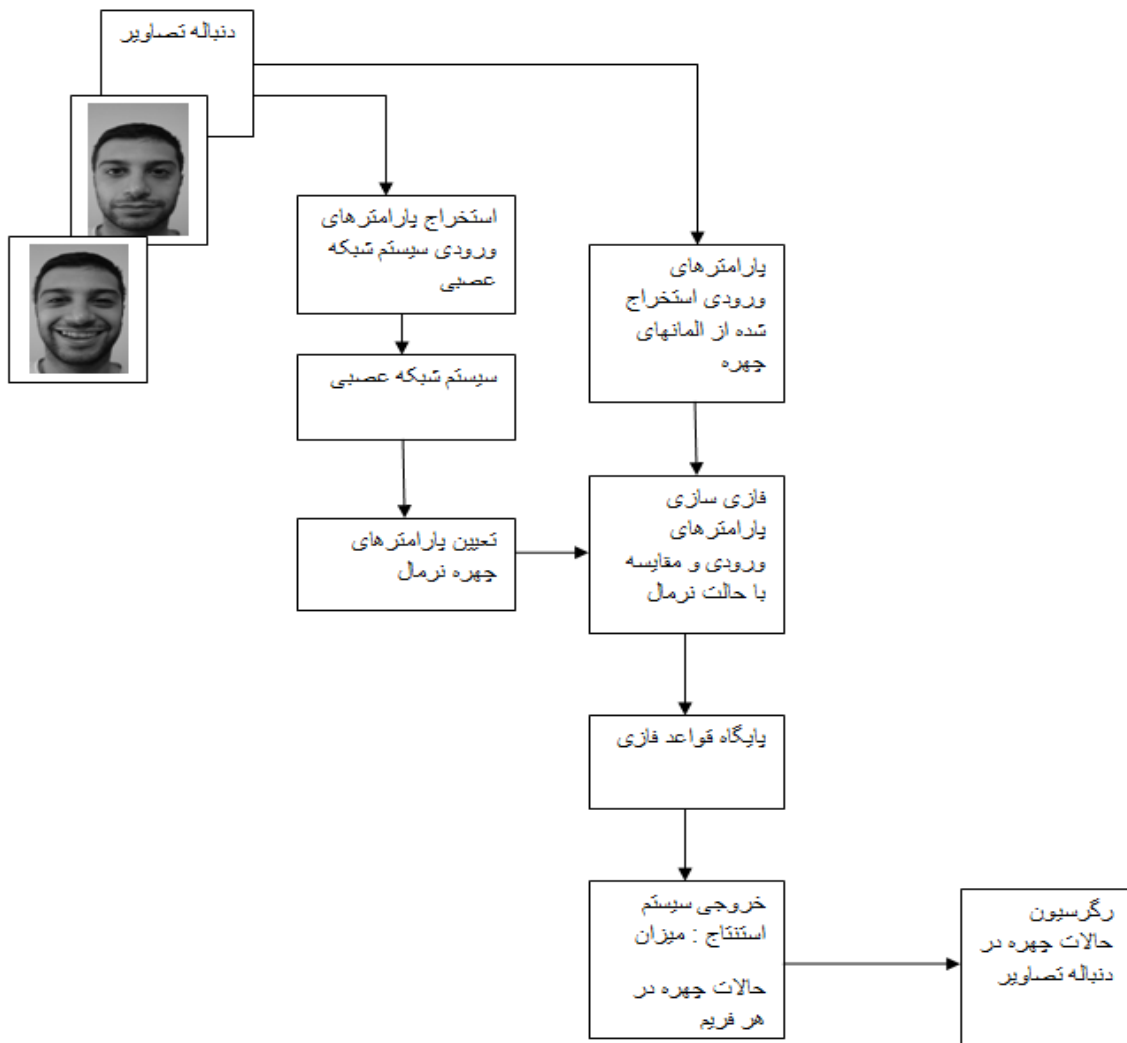 دنباله تصاویر
استخراج پارامترهای
ورودی سیستم شبکه
عصبی
پارامترهای
ورودی استخراج
شده از المانهای
چهره
سیستم شبکه عصبی
فازی سازی
پارامترهای
ورودی و مقایسه
با حالت نرمال
تعیین پارامترهای
چهره نرمال
پایگاه قواعد فازی
خروجی سیستم
استنتاج : میزان
حالات چهره در
هر فریم
رگرسیون
حالات چهره در
دنباله تصاویر